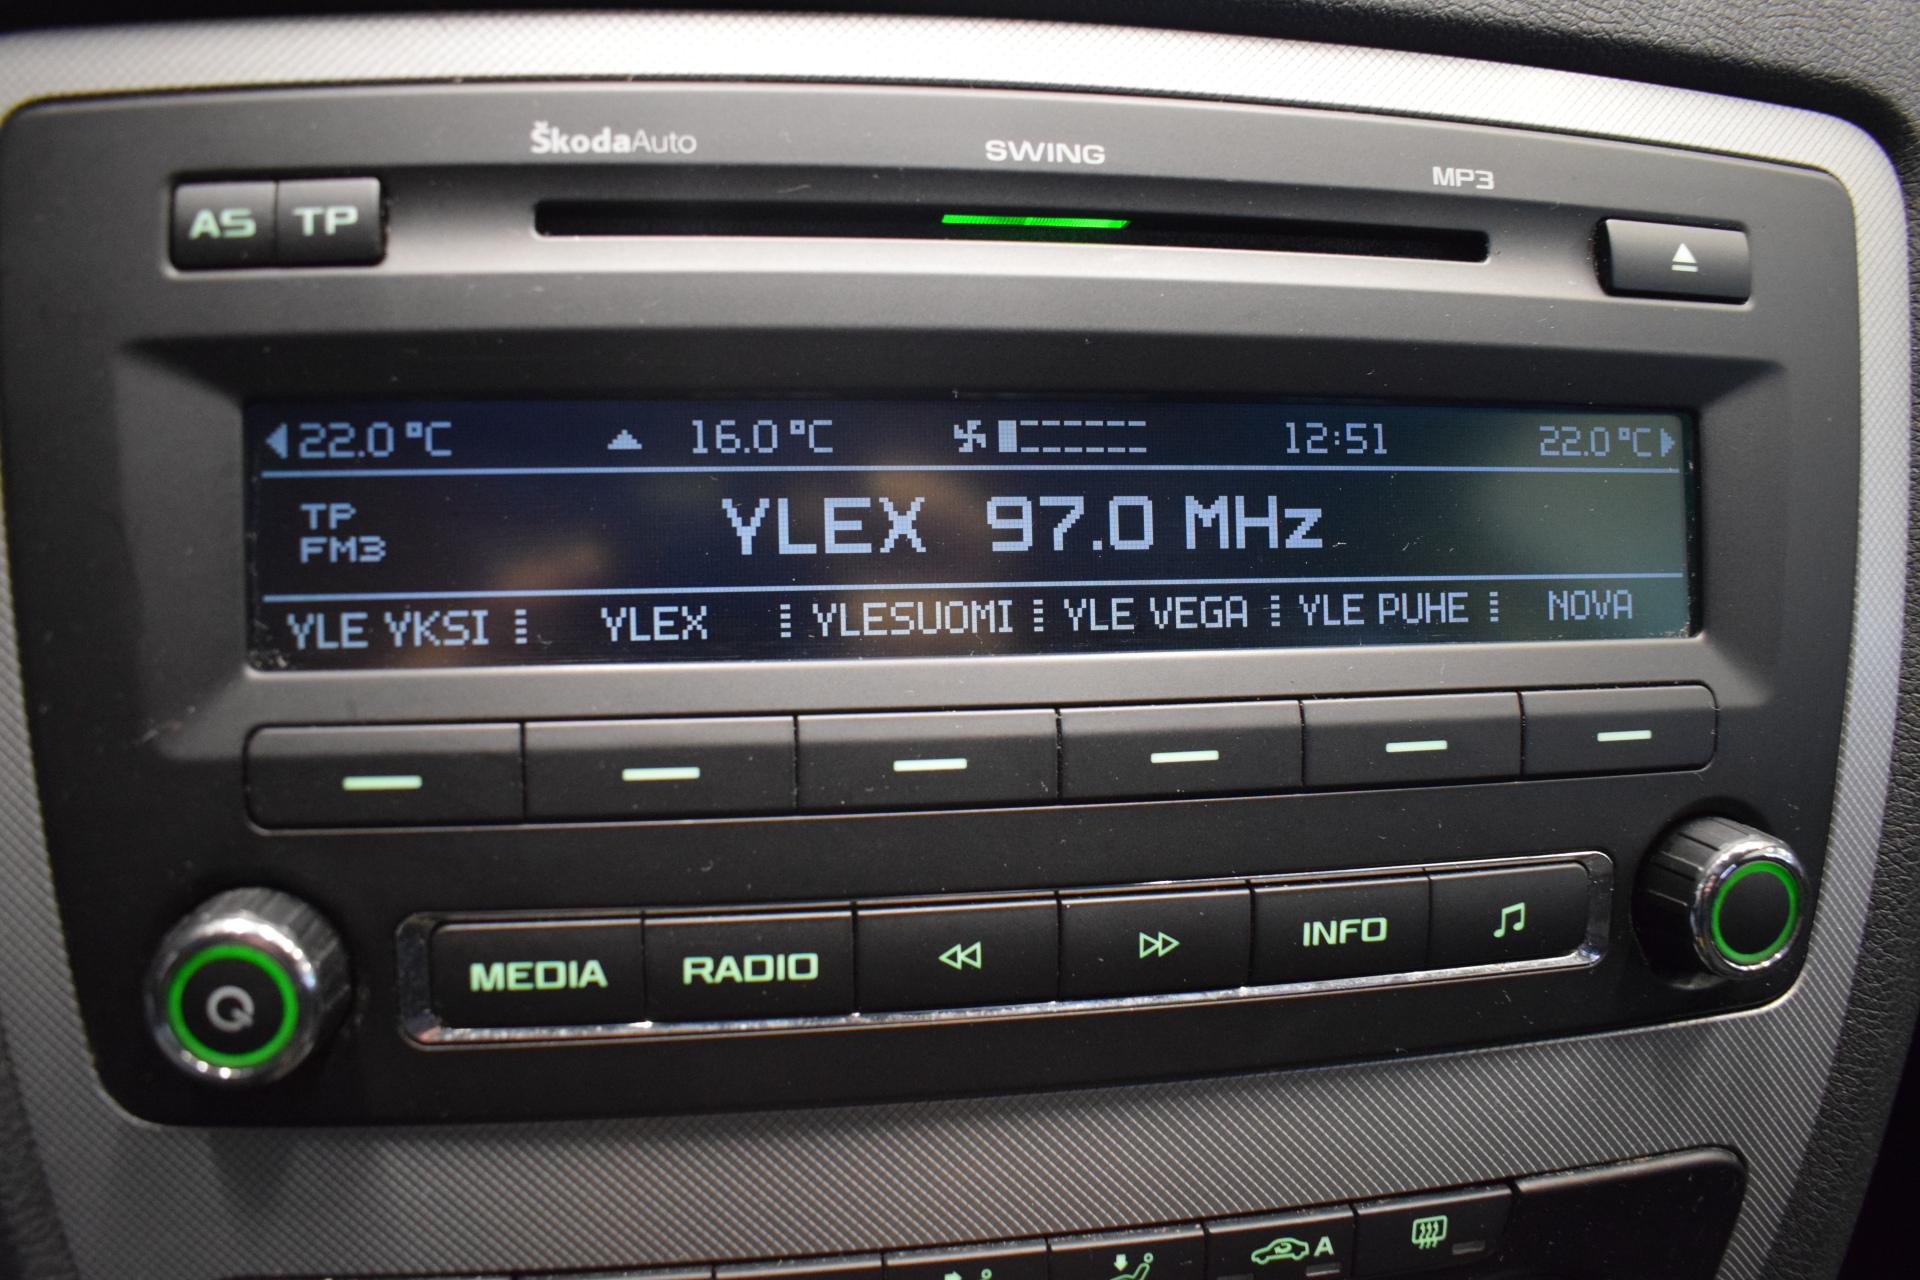 ŠkodaAuto
SWING
MP3
AS TP
22.0 °C 16.0 °C 12:51 22.0 °C
TP
FM3
YLEX 97.0 MHz
YLE YKSI YLEX YLESUOMI YLE VEGA YLE PUHE NOVA
MEDIA RADIO INFO
A